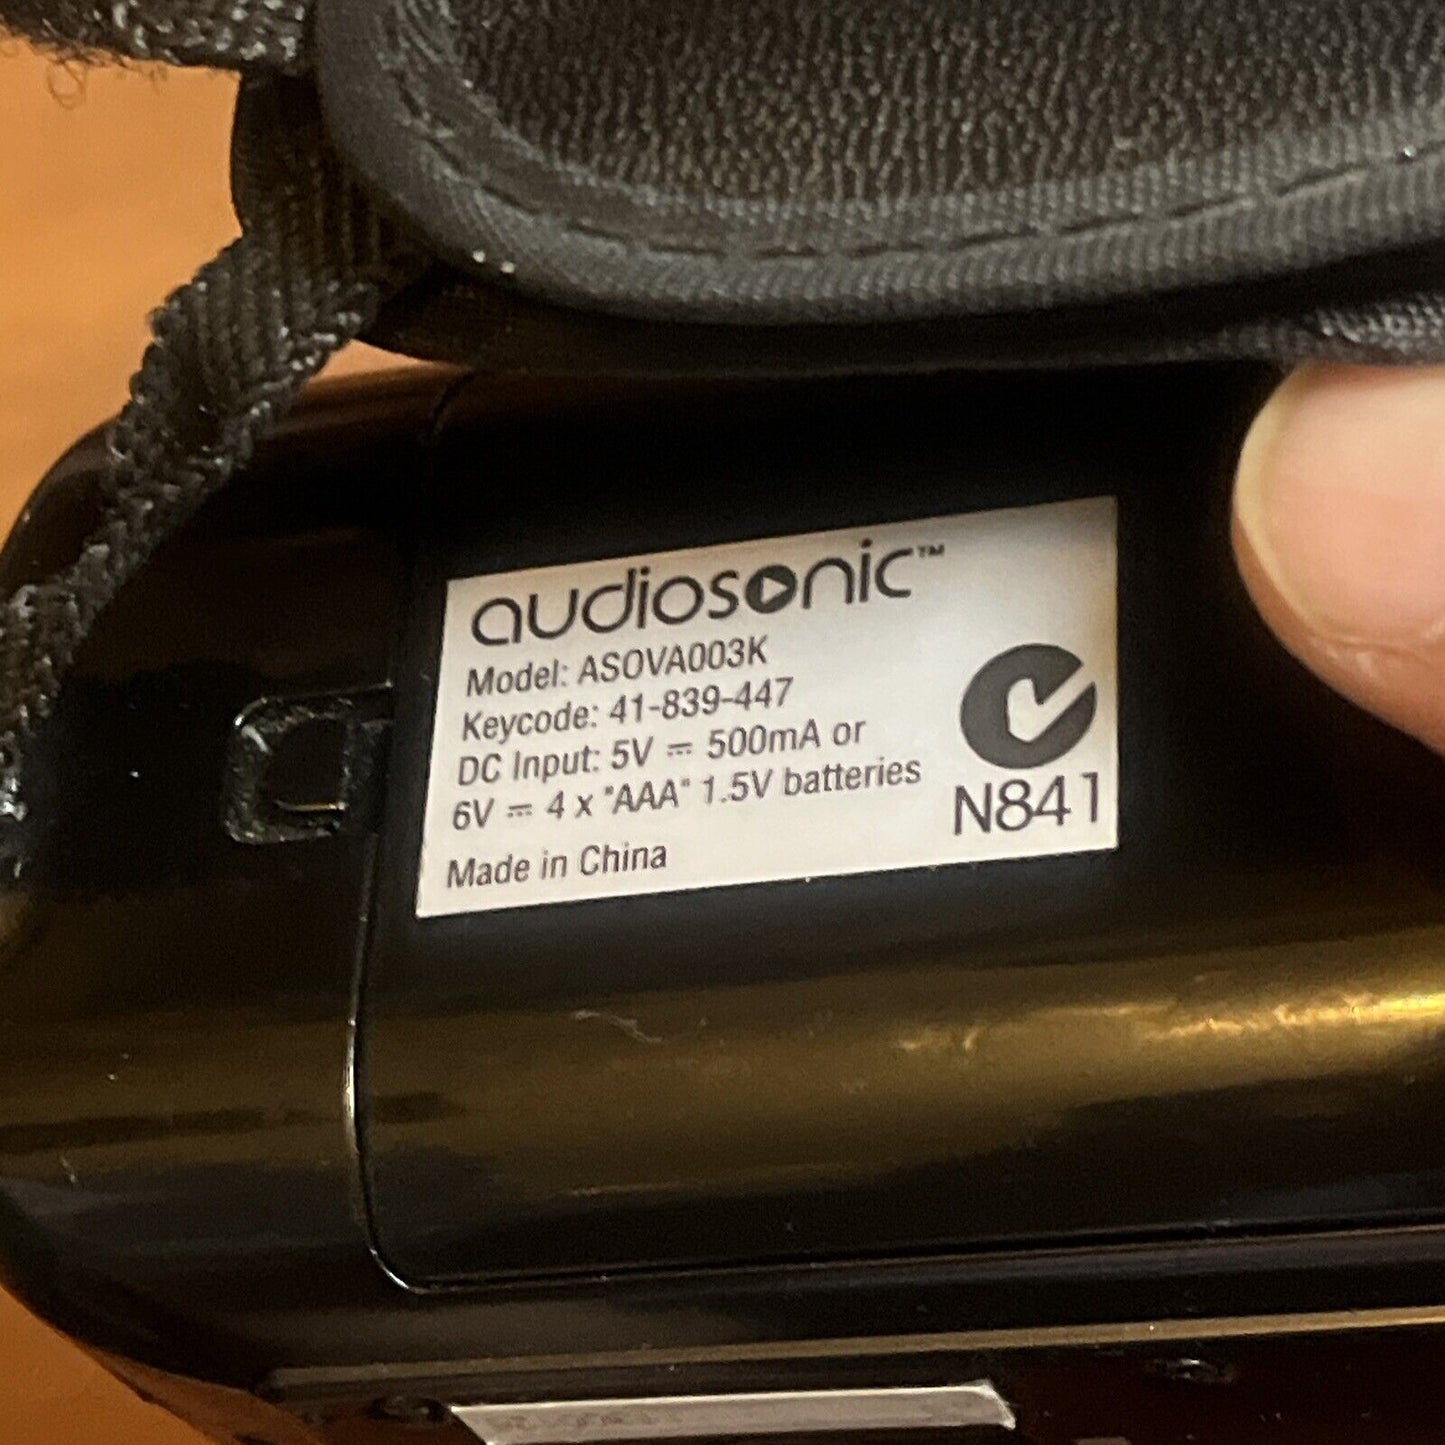 audiosonic™
Model: ASOVA003K
Keycode: 41-839-447
DC Input: 5V ⎓ 500mA or
6V ⎓ 4 x "AAA" 1.5V batteries
Made in China
N841